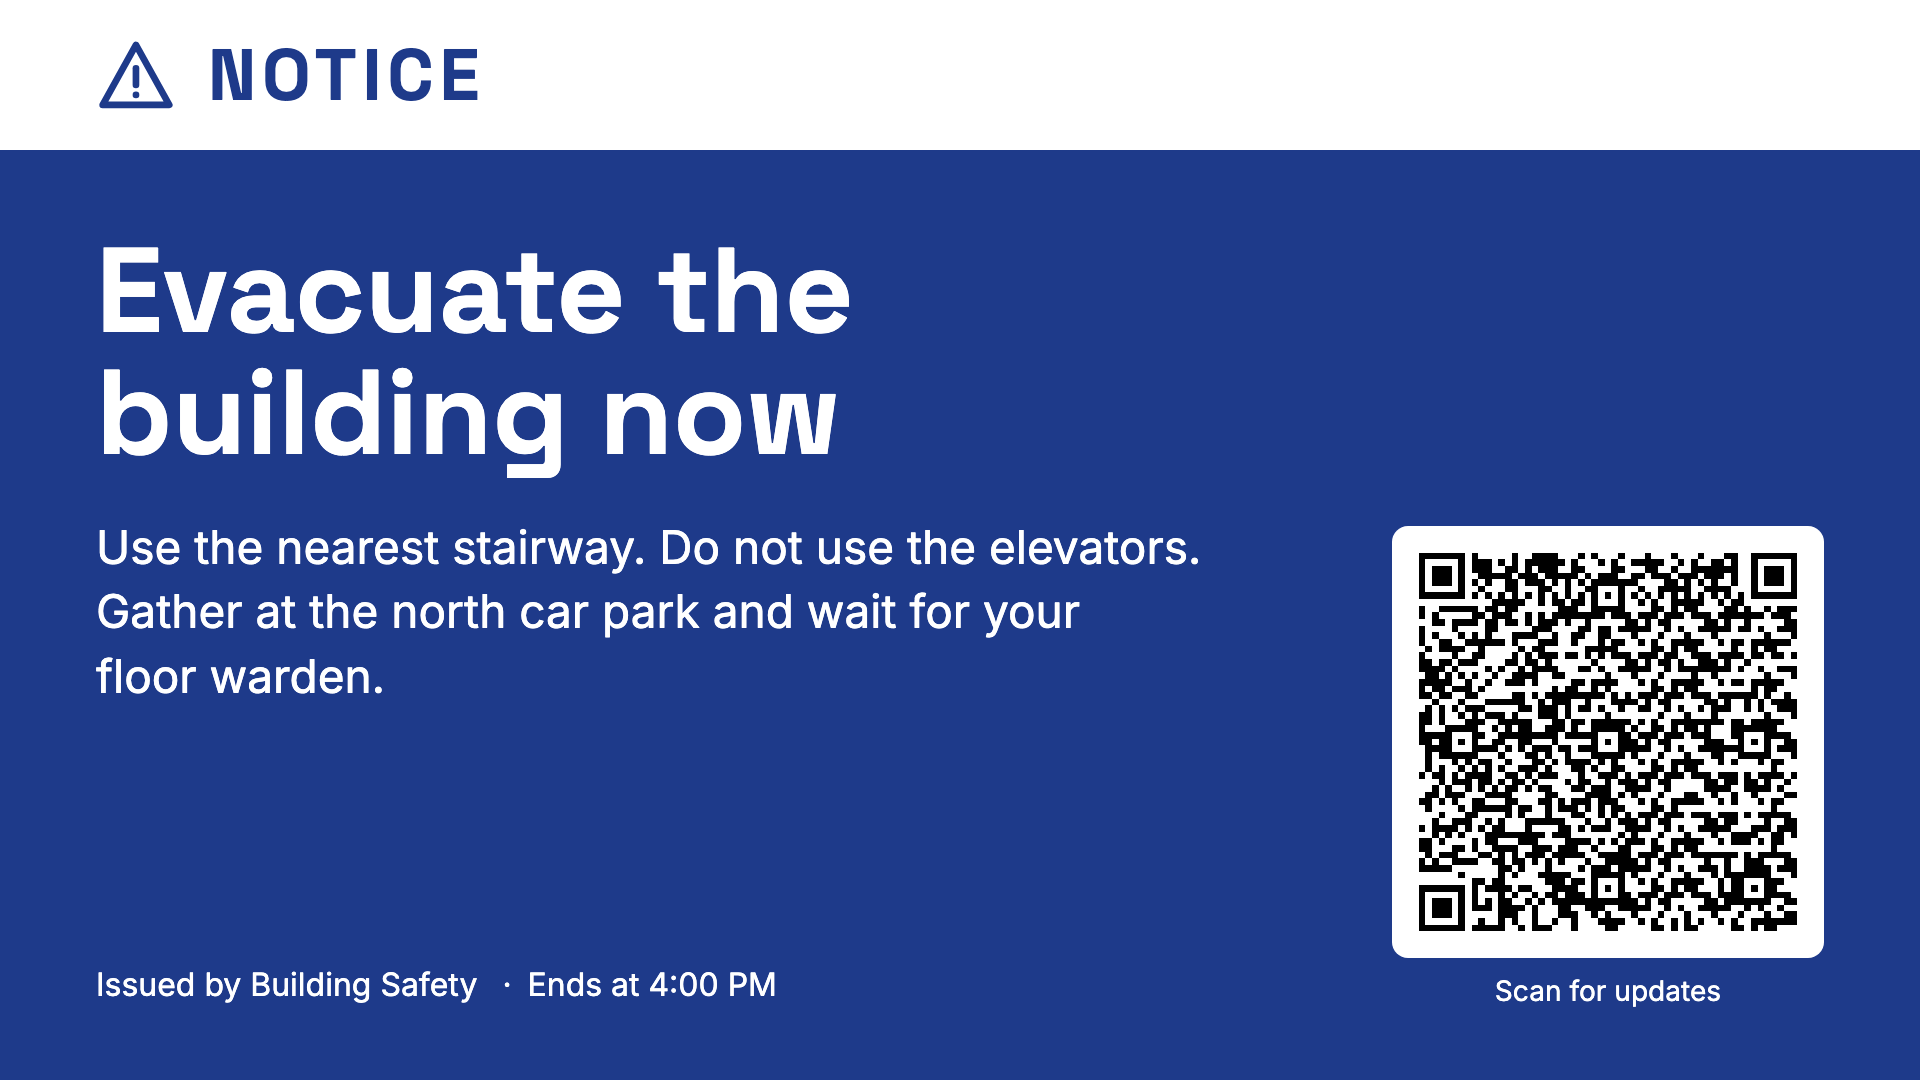 NOTICE
Evacuate the
building now
Use the nearest stairway. Do not use the elevators.
Gather at the north car park and wait for your
floor warden.
Issued by Building Safety · Ends at 4:00 PM
Scan for updates